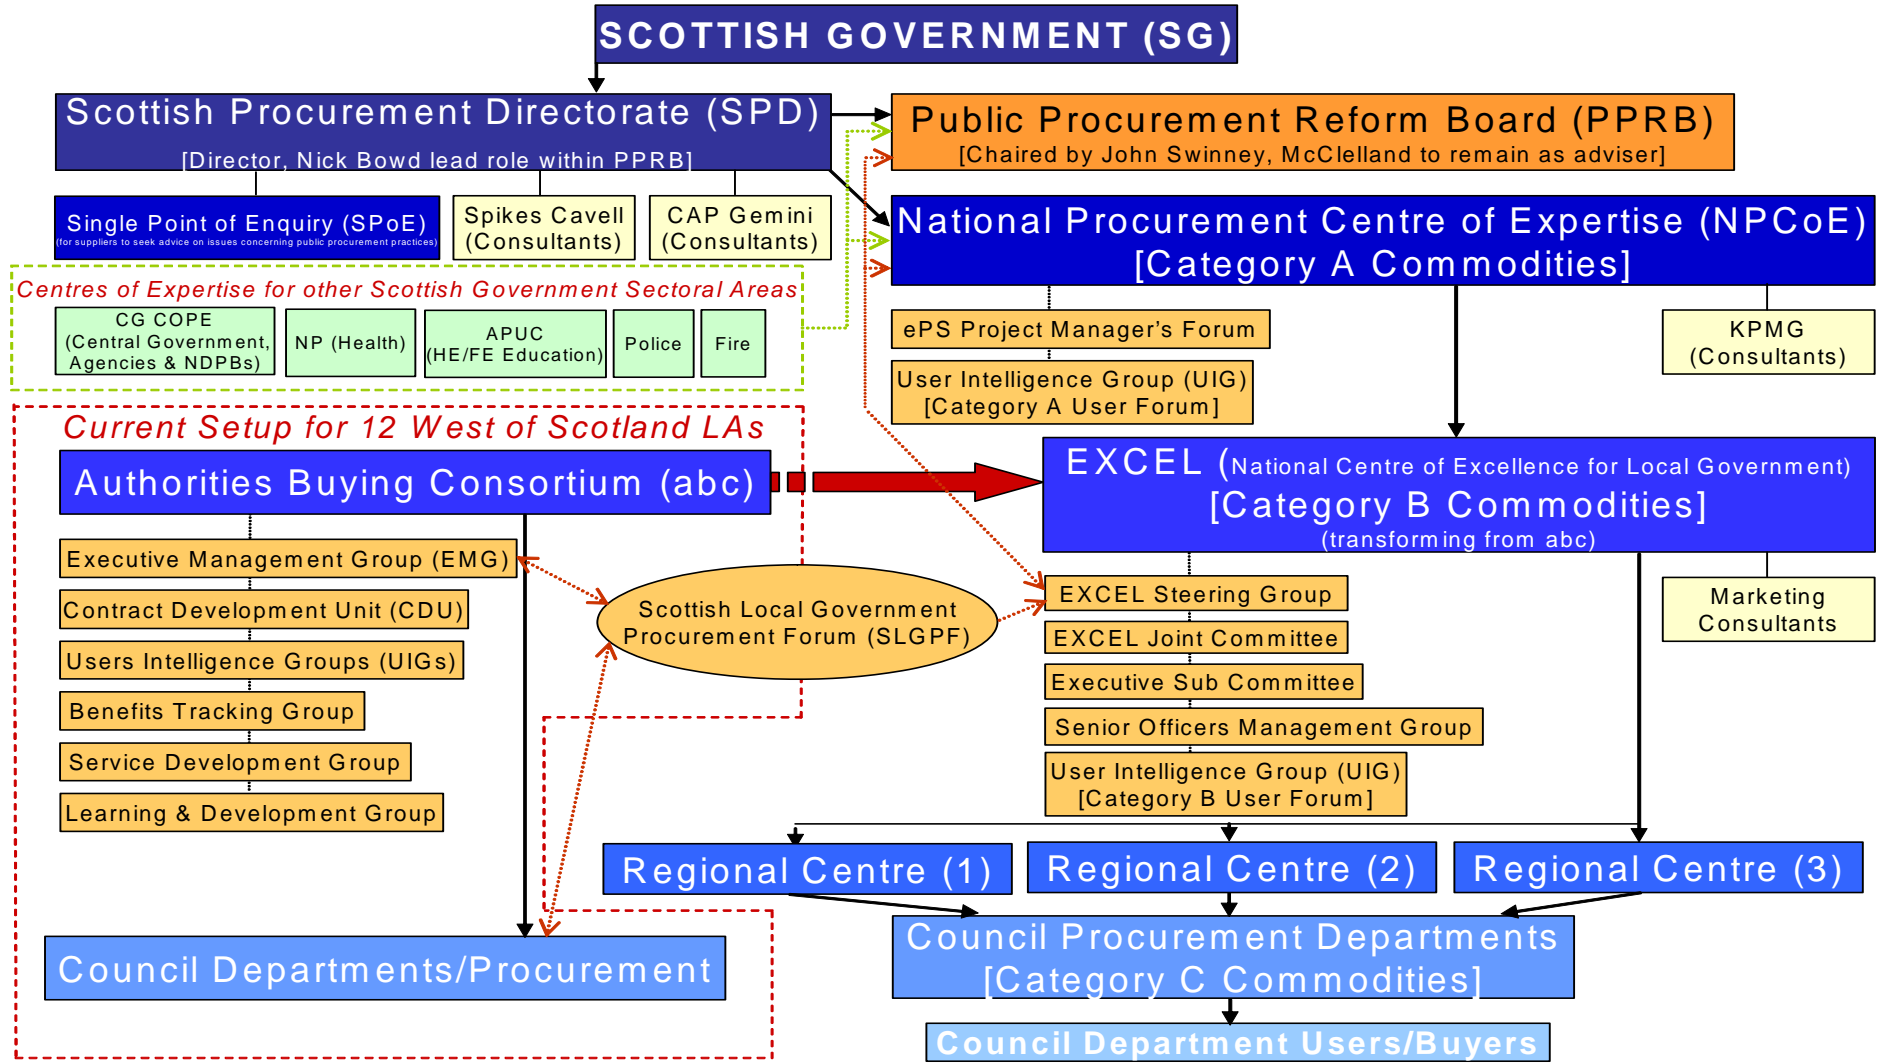 SCOTTISH GOVERNMENT (SG)
Scottish Procurement Directorate (SPD)
[Director, Nick Bowd lead role within PPRB]
Public Procurement Reform Board (PPRB)
[Chaired by John Swinney, McClelland to remain as adviser]
Single Point of Enquiry (SPoE)
(for suppliers to seek advice on issues concerning public procurement practices)
Spikes Cavell
(Consultants)
CAP Gemini
(Consultants)
National Procurement Centre of Expertise (NPCoE)
[Category A Commodities]
Centres of Expertise for other Scottish Government Sectoral Areas
CG COPE
(Central Government,
Agencies & NDPBs)
NP (Health)
APUC
(HE/FE Education)
Police
Fire
ePS Project Manager's Forum
User Intelligence Group (UIG)
[Category A User Forum]
KPMG
(Consultants)
Current Setup for 12 West of Scotland LAs
Authorities Buying Consortium (abc)
EXCEL (National Centre of Excellence for Local Government)
[Category B Commodities]
(transforming from abc)
Executive Management Group (EMG)
Contract Development Unit (CDU)
Users Intelligence Groups (UIGs)
Benefits Tracking Group
Service Development Group
Learning & Development Group
Scottish Local Government
Procurement Forum (SLGPF)
EXCEL Steering Group
EXCEL Joint Committee
Executive Sub Committee
Senior Officers Management Group
User Intelligence Group (UIG)
[Category B User Forum]
Marketing
Consultants
Regional Centre (1)
Regional Centre (2)
Regional Centre (3)
Council Departments/Procurement
Council Procurement Departments
[Category C Commodities]
Council Department Users/Buyers